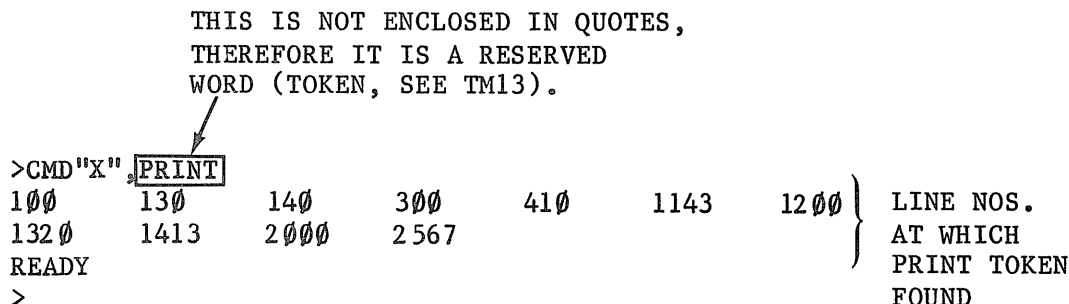 THIS IS NOT ENCLOSED IN QUOTES,
THEREFORE IT IS A RESERVED
WORD (TOKEN, SEE TM13).
>CMD"X",PRINT
1ØØ 13Ø 14Ø 3ØØ 41Ø 1143 12ØØ
132Ø 1413 2ØØØ 2567
READY
>
LINE NOS.
AT WHICH
PRINT TOKEN
FOUND